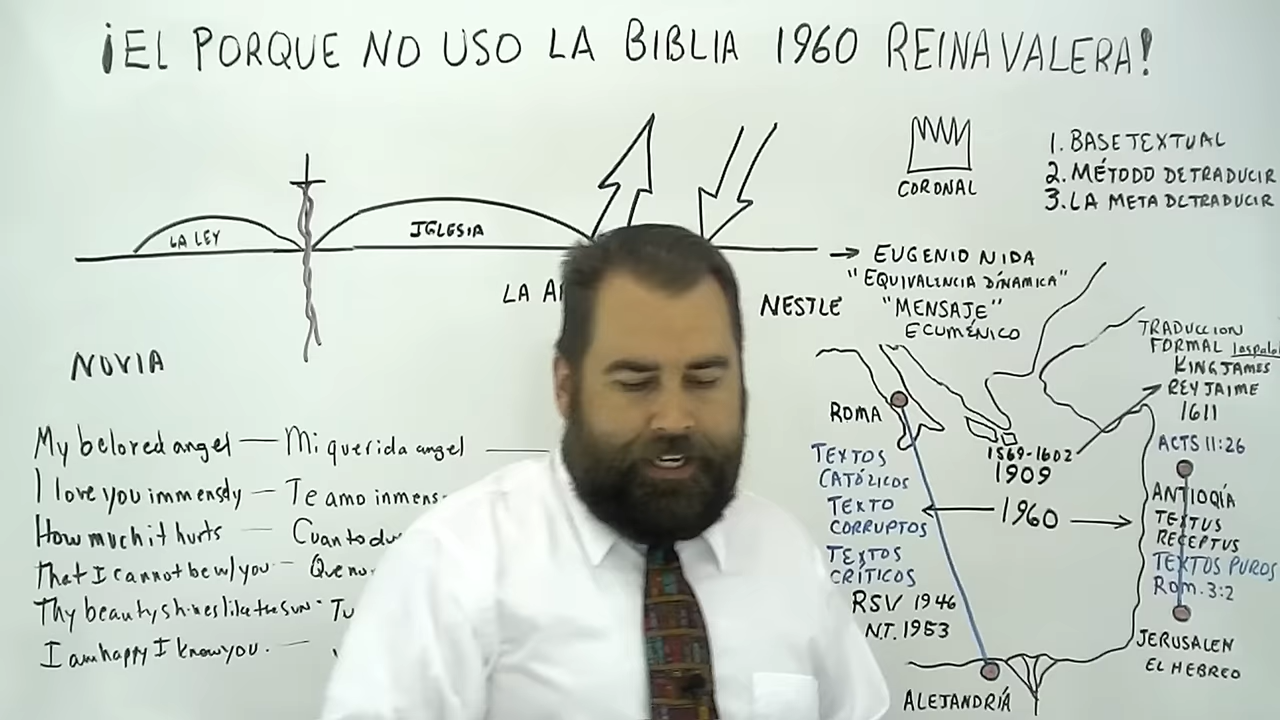 ¡EL PORQUE NO USO LA BIBLIA 1960 REINA VALERA!
LA LEY
IGLESIA
LA
NOVIA
My beloved angel — Mi querida angel —
I love you immensly — Te amo
How much it hurts — Cuanto
That I cannot be w/ you — Que no
Thy beauty shines like the sun - Tu
I am happy I know you. —
CORONAL
1. BASE TEXTUAL
2. MÉTODO DE TRADUCIR
3. LA META DE TRADUCIR
→ EUGENIO NIDA
"EQUIVALENCIA DÍNAMICA"
NESTLE "MENSAJE"
ECUMÉNICO
TRADUCCION
FORMAL
KING JAMES
REY JAIME
1611
ROMA
1569-1602
1909
1960
TEXTOS
CATÓLICOS
TEXTO
CORRUPTOS
TEXTOS
CRÍTICOS
RSV 1946
N.T. 1953
ALEJANDRÍA
ACTS 11:26
ANTIOQÍA
TEXTUS
RECEPTUS
TEXTOS PUROS
Rom. 3:2
JERUSALEN
EL HEBREO